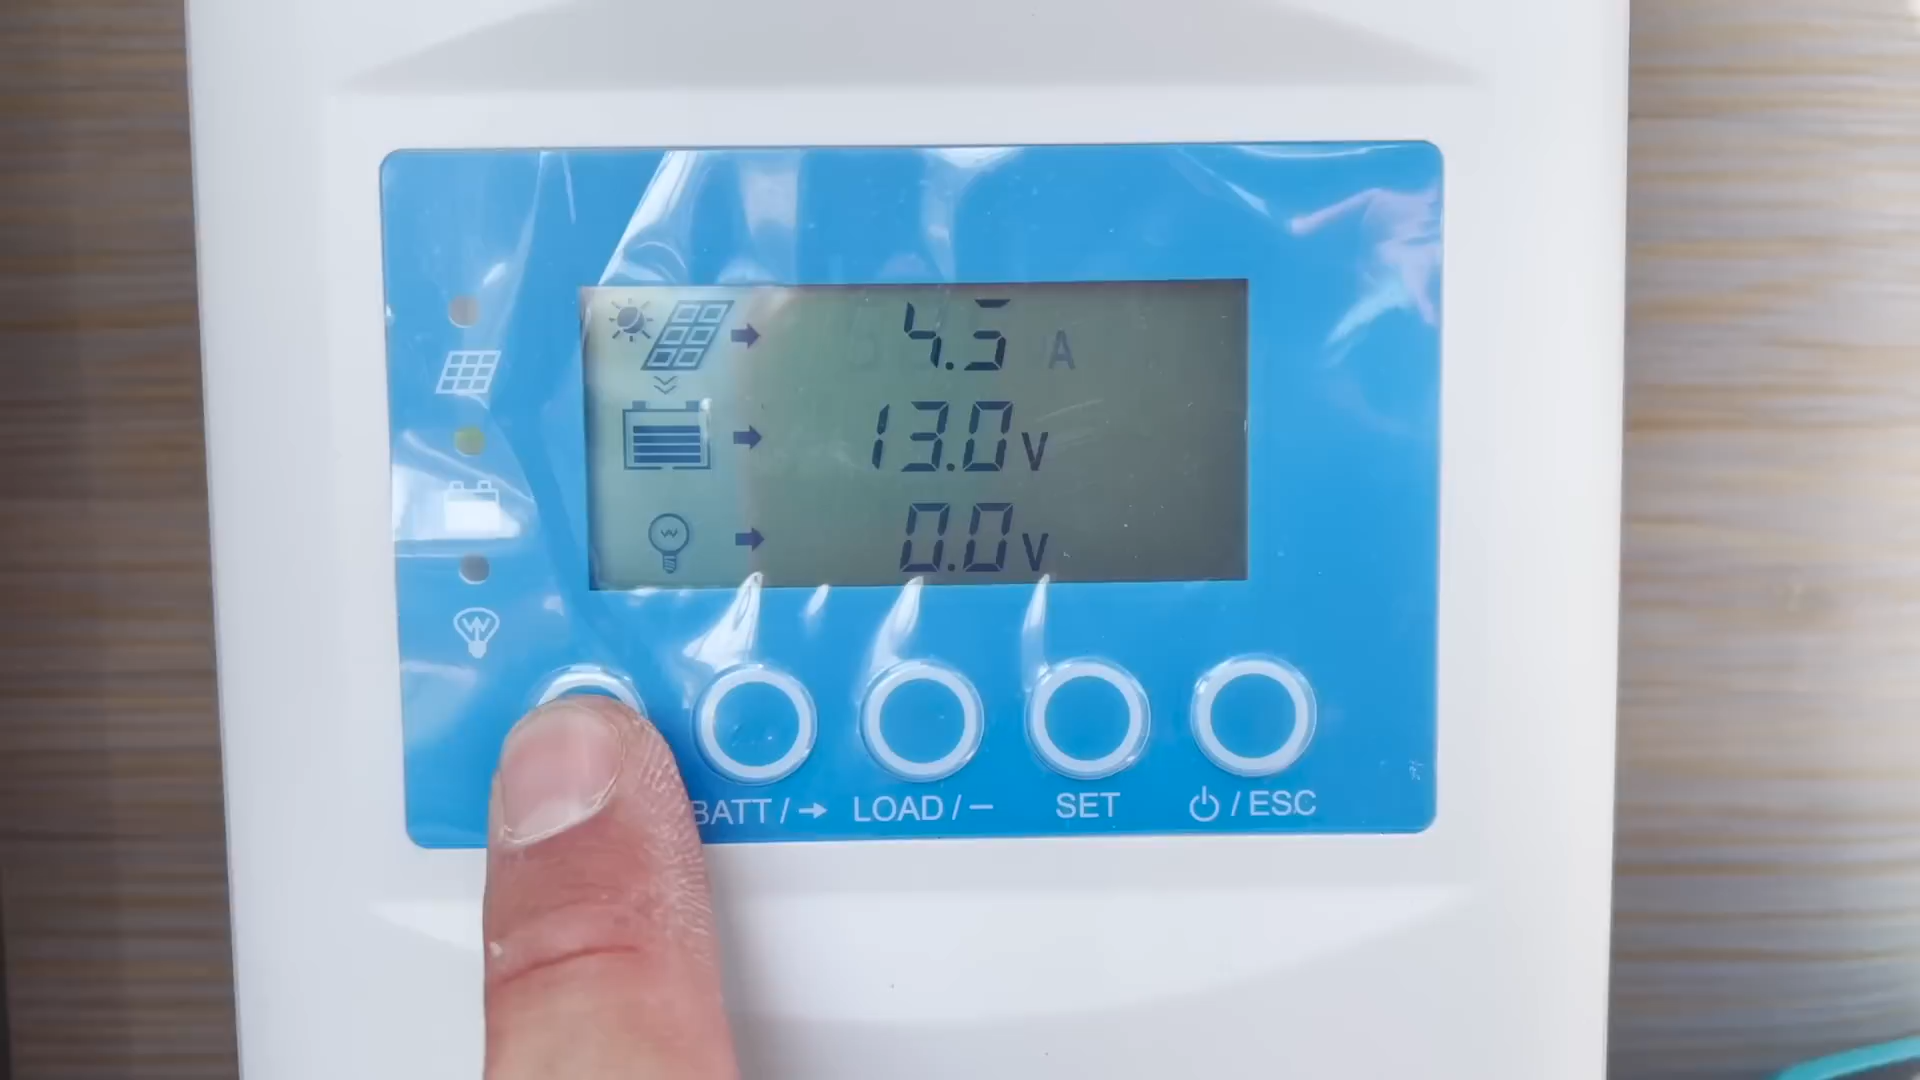 4.5 A
13.0 V
0.0 V
BATT / → LOAD / − SET ⏻ / ESC